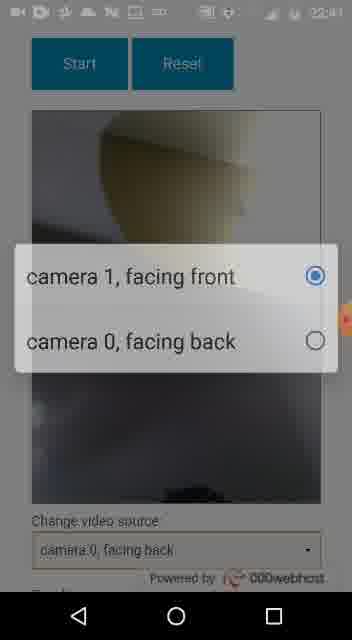 22:41
Start
Reset
camera 1, facing front
camera 0, facing back
Change video source:
camera 0, facing back
Powered by 000webhost